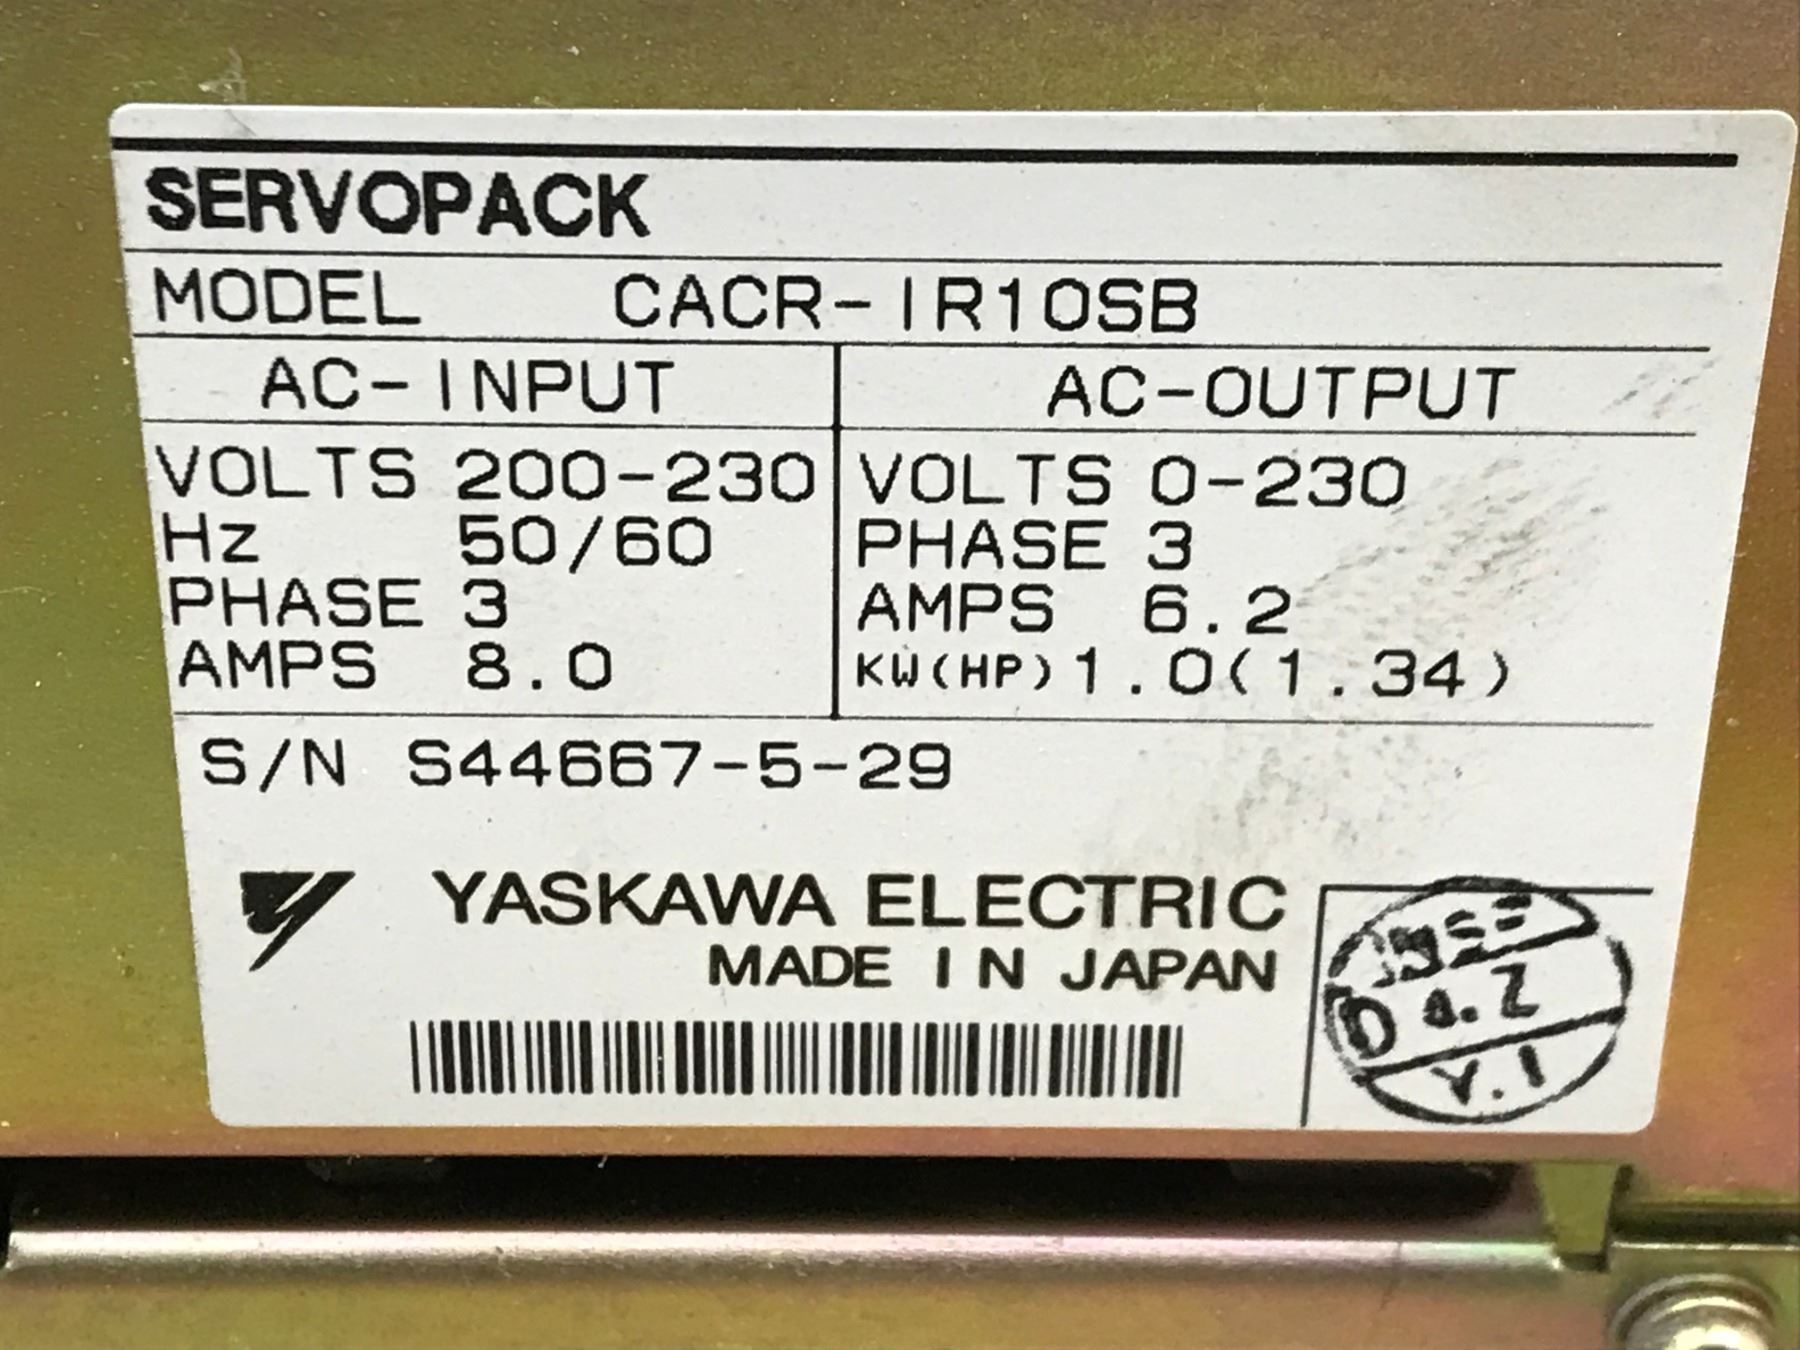 SERVOPACK
MODEL CACR-IR10SB
AC-INPUT AC-OUTPUT
VOLTS 200-230 VOLTS 0-230
Hz 50/60 PHASE 3
PHASE 3 AMPS 6.2
AMPS 8.0 KW(HP) 1.0(1.34)
S/N S44667-5-29
YASKAWA ELECTRIC
MADE IN JAPAN
Y.1